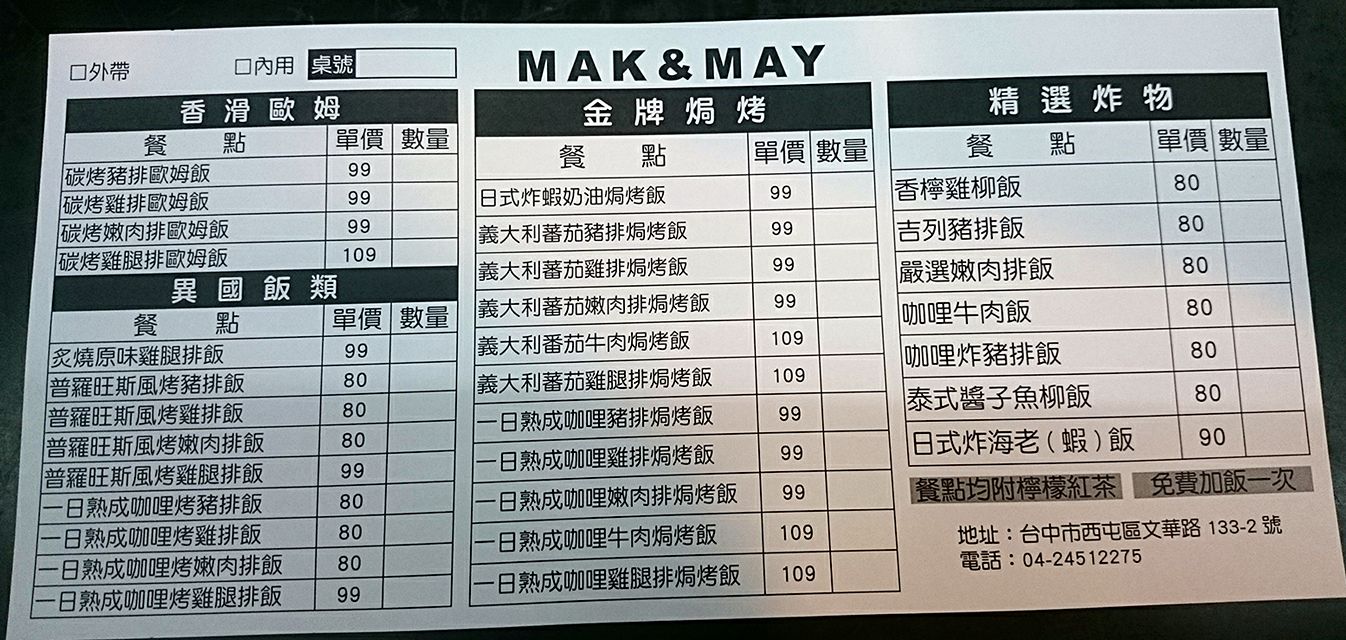 □外帶 □內用 桌號
MAK&MAY
香滑歐姆
餐點 單價 數量
碳烤豬排歐姆飯 99
碳烤雞排歐姆飯 99
碳烤嫩肉排歐姆飯 99
碳烤雞腿排歐姆飯 109
異國飯類
餐點 單價 數量
炙燒原味雞腿排飯 99
普羅旺斯風烤豬排飯 80
普羅旺斯風烤雞排飯 80
普羅旺斯風烤嫩肉排飯 80
普羅旺斯風烤雞腿排飯 99
一日熟成咖哩烤豬排飯 80
一日熟成咖哩烤雞排飯 80
一日熟成咖哩烤嫩肉排飯 80
一日熟成咖哩烤雞腿排飯 99
金牌焗烤
餐點 單價 數量
日式炸蝦奶油焗烤飯 99
義大利蕃茄豬排焗烤飯 99
義大利蕃茄雞排焗烤飯 99
義大利蕃茄嫩肉排焗烤飯 99
義大利番茄牛肉焗烤飯 109
義大利蕃茄雞腿排焗烤飯 109
一日熟成咖哩豬排焗烤飯 99
一日熟成咖哩雞排焗烤飯 99
一日熟成咖哩嫩肉排焗烤飯 99
一日熟成咖哩牛肉焗烤飯 109
一日熟成咖哩雞腿排焗烤飯 109
精選炸物
餐點 單價 數量
香檸雞柳飯 80
吉列豬排飯 80
嚴選嫩肉排飯 80
咖哩牛肉飯 80
咖哩炸豬排飯 80
泰式醬子魚柳飯 80
日式炸海老(蝦)飯 90
餐點均附檸檬紅茶 免費加飯一次
地址：台中市西屯區文華路 133-2 號
電話：04-24512275